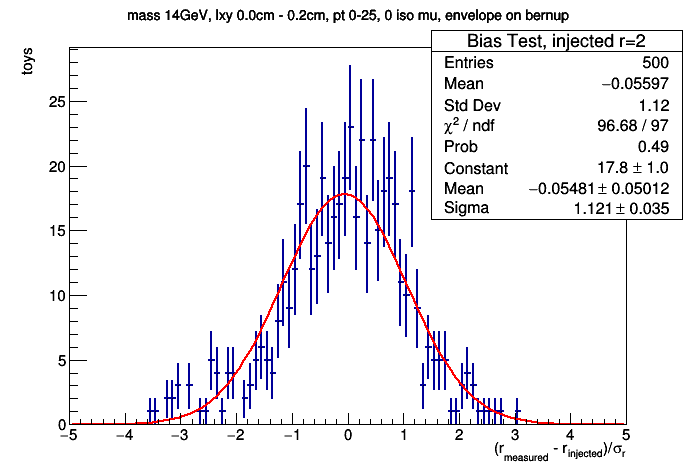 mass 14GeV, lxy 0.0cm - 0.2cm, pt 0-25, 0 iso mu, envelope on bernup
Bias Test, injected r=2
Entries 500
Mean −0.05597
Std Dev 1.12
χ² / ndf 96.68 / 97
Prob 0.49
Constant 17.8 ± 1.0
Mean −0.05481 ± 0.05012
Sigma 1.121 ± 0.035
toys
25
20
15
10
5
0
−5 −4 −3 −2 −1 0 1 2 3 4 5
(r_measured - r_injected)/σ_r